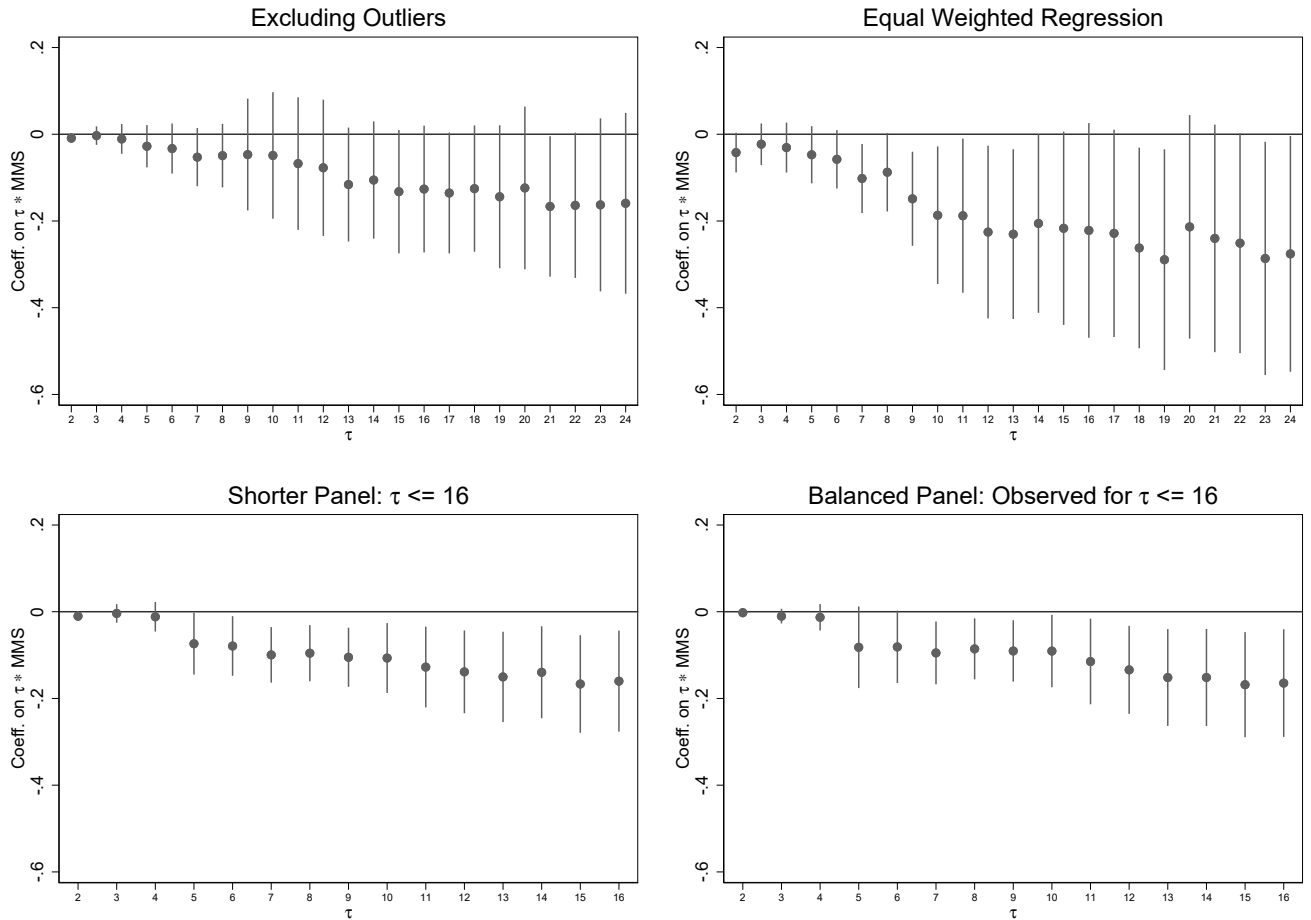 Excluding Outliers
Coeff. on τ * MMS
.2
0
-.2
-.4
-.6
2 3 4 5 6 7 8 9 10 11 12 13 14 15 16 17 18 19 20 21 22 23 24
τ
Equal Weighted Regression
Coeff. on τ * MMS
.2
0
-.2
-.4
-.6
2 3 4 5 6 7 8 9 10 11 12 13 14 15 16 17 18 19 20 21 22 23 24
τ
Shorter Panel: τ <= 16
Coeff. on τ * MMS
.2
0
-.2
-.4
-.6
2 3 4 5 6 7 8 9 10 11 12 13 14 15 16
τ
Balanced Panel: Observed for τ <= 16
Coeff. on τ * MMS
.2
0
-.2
-.4
-.6
2 3 4 5 6 7 8 9 10 11 12 13 14 15 16
τ